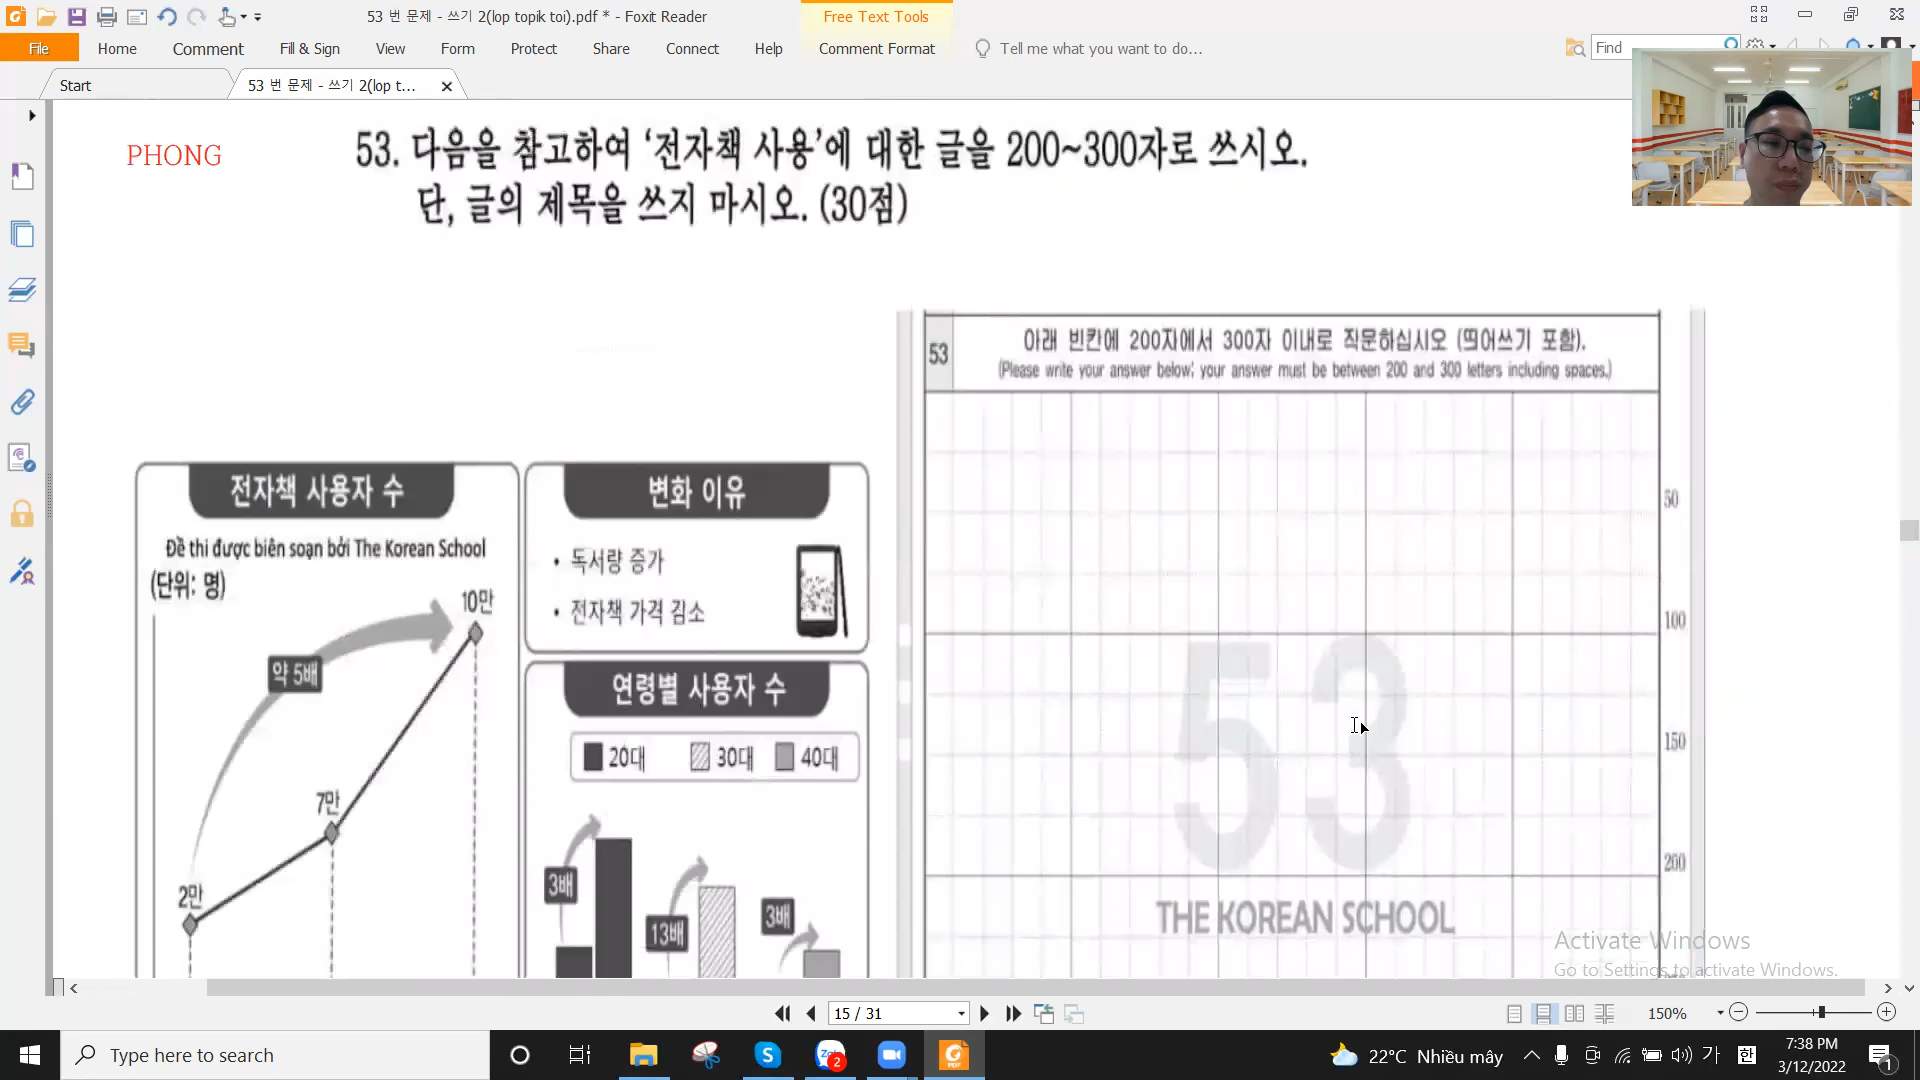 53 번 문제 - 쓰기 2(lop topik toi).pdf * - Foxit Reader
Free Text Tools
File Home Comment Fill & Sign View Form Protect Share Connect Help Comment Format Tell me what you want to do...
Find
Start
53 번 문제 - 쓰기 2(lop t...
PHONG
53. 다음을 참고하여 ‘전자책 사용’에 대한 글을 200~300자로 쓰시오.
단, 글의 제목을 쓰지 마시오. (30점)
53
아래 빈칸에 200자에서 300자 이내로 작문하십시오 (띄어쓰기 포함).
(Please write your answer below; your answer must be between 200 and 300 letters including spaces.)
전자책 사용자 수
Đề thi được biên soạn bởi The Korean School
(단위: 명)
10만
약 5배
7만
2만
변화 이유
• 독서량 증가
• 전자책 가격 김소
연령별 사용자 수
20대 30대 40대
3배
13배
3배
50
100
150
200
53
THE KOREAN SCHOOL
Activate Windows
Go to Settings to activate Windows.
15 / 31
150%
Type here to search
2
22°C Nhiều mây
가
한
7:38 PM
3/12/2022
1